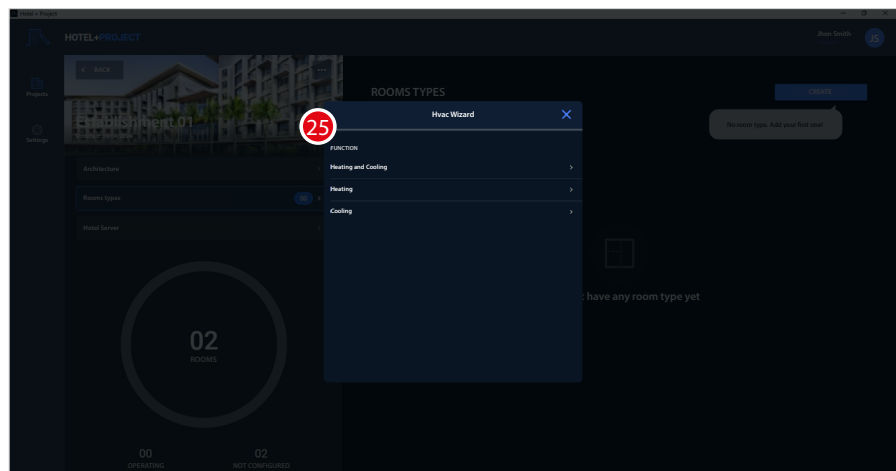 Hotel + Project
HOTEL+PROJECT
Jhon Smith
JS
BACK
Projects
Settings
Establishment 01
ROOMS TYPES
CREATE
No room type. Add your first one!
25
Hvac Wizard
FUNCTION
Heating and Cooling
Heating
Cooling
Architecture
Rooms types
Hotel Server
02
ROOMS
00
OPERATING
02
NOT CONFIGURED
have any room type yet